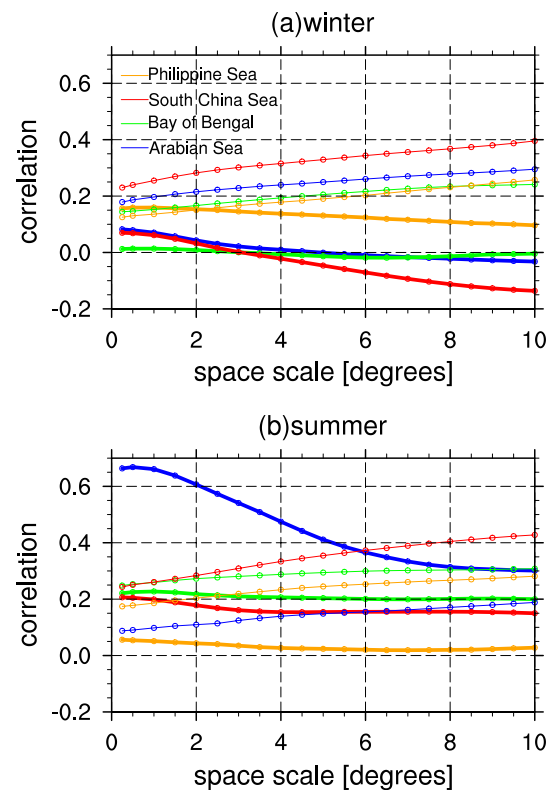 (a)winter
0.6
0.4
0.2
0.0
-0.2
correlation
Philippine Sea
South China Sea
Bay of Bengal
Arabian Sea
0 2 4 6 8 10
space scale [degrees]
(b)summer
0.6
0.4
0.2
0.0
-0.2
correlation
0 2 4 6 8 10
space scale [degrees]